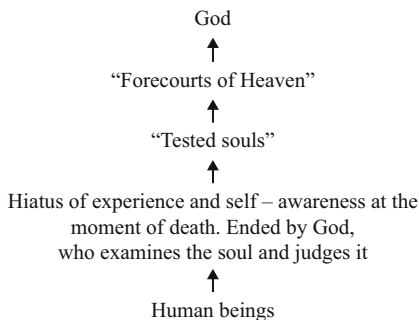 God
“Forecourts of Heaven”
“Tested souls”
Hiatus of experience and self – awareness at the
moment of death. Ended by God,
who examines the soul and judges it
Human beings